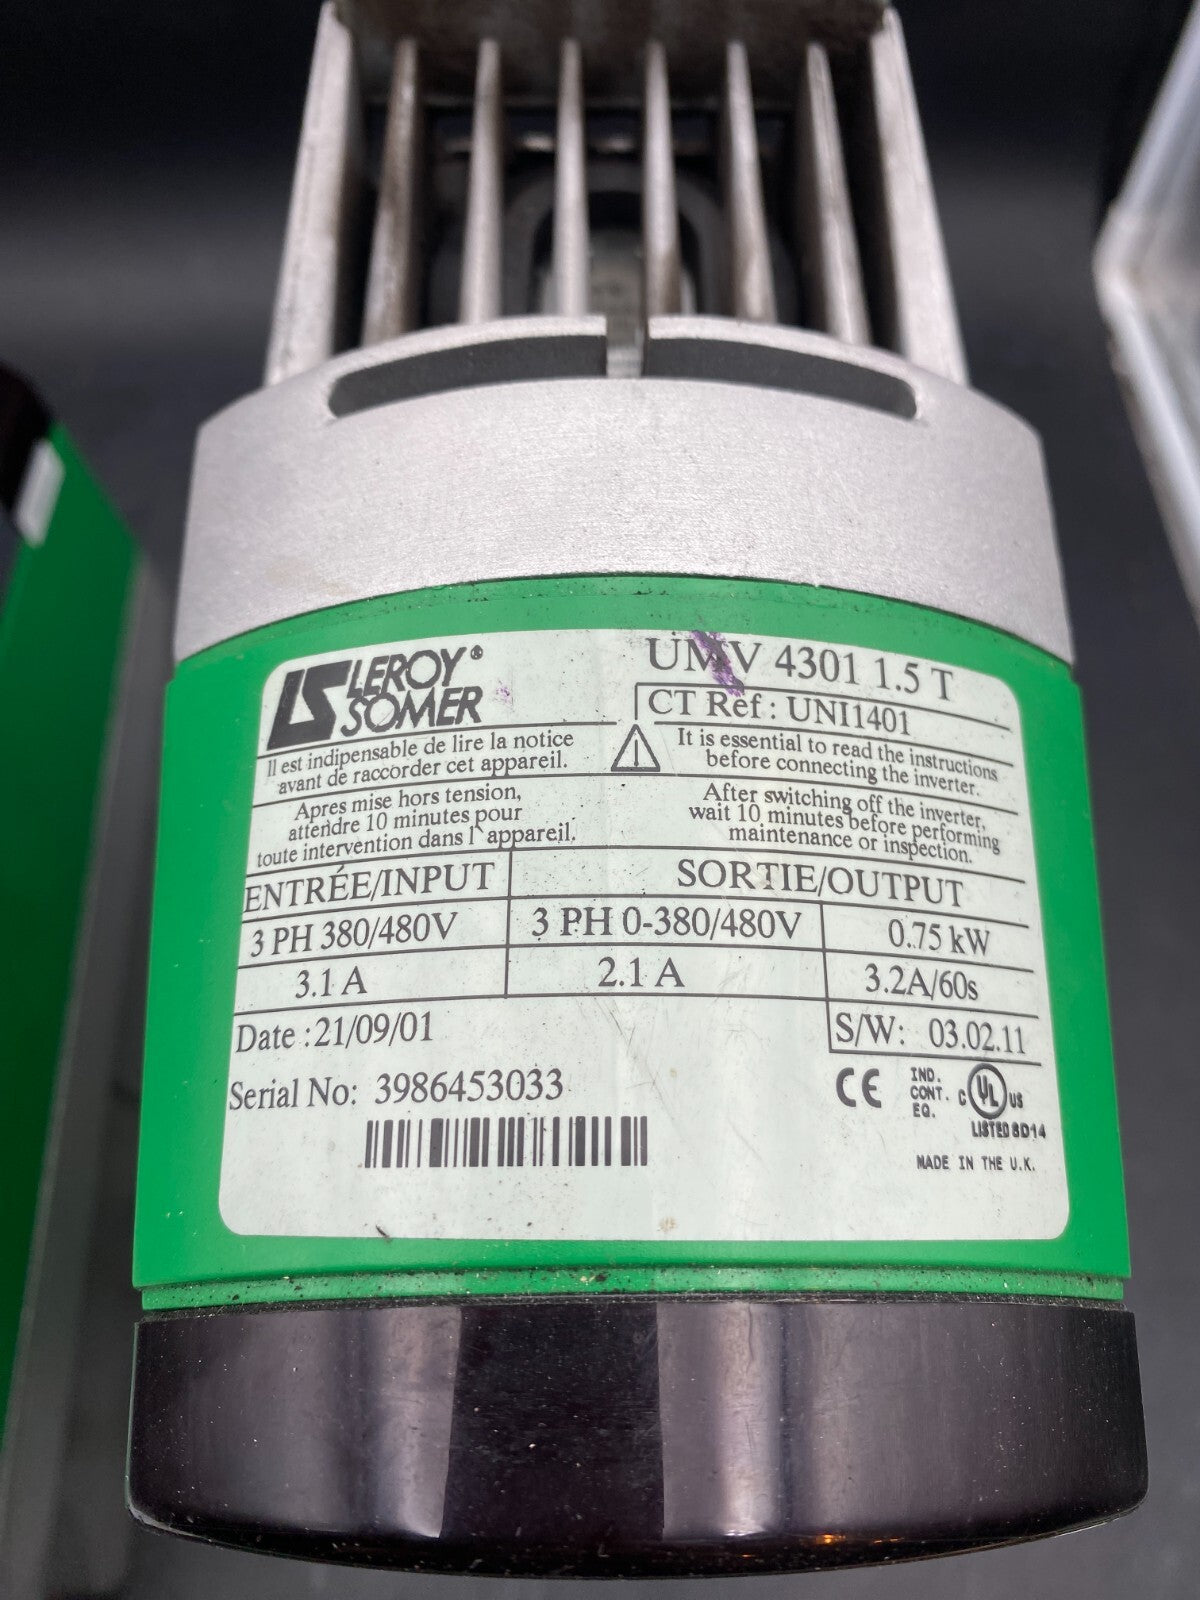 LS LEROY® SOMER
UMV 4301 1.5 T
CT Ref : UNI1401
Il est indipensable de lire la notice
avant de raccorder cet appareil.
It is essential to read the instructions
before connecting the inverter.
Apres mise hors tension,
attendre 10 minutes pour
toute intervention dans l`appareil.
After switching off the inverter,
wait 10 minutes before performing
maintenance or inspection.
ENTRÉE/INPUT
SORTIE/OUTPUT
3 PH 380/480V
3 PH 0-380/480V
0.75 kW
3.1 A
2.1 A
3.2A/60s
Date :21/09/01
S/W: 03.02.11
Serial No: 3986453033
CE
IND.
CONT.
EQ.
C UL US
LISTED 8D14
MADE IN THE U.K.